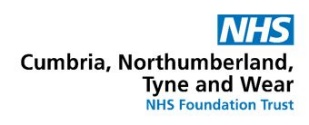 NHS
Cumbria, Northumberland,
Tyne and Wear
NHS Foundation Trust